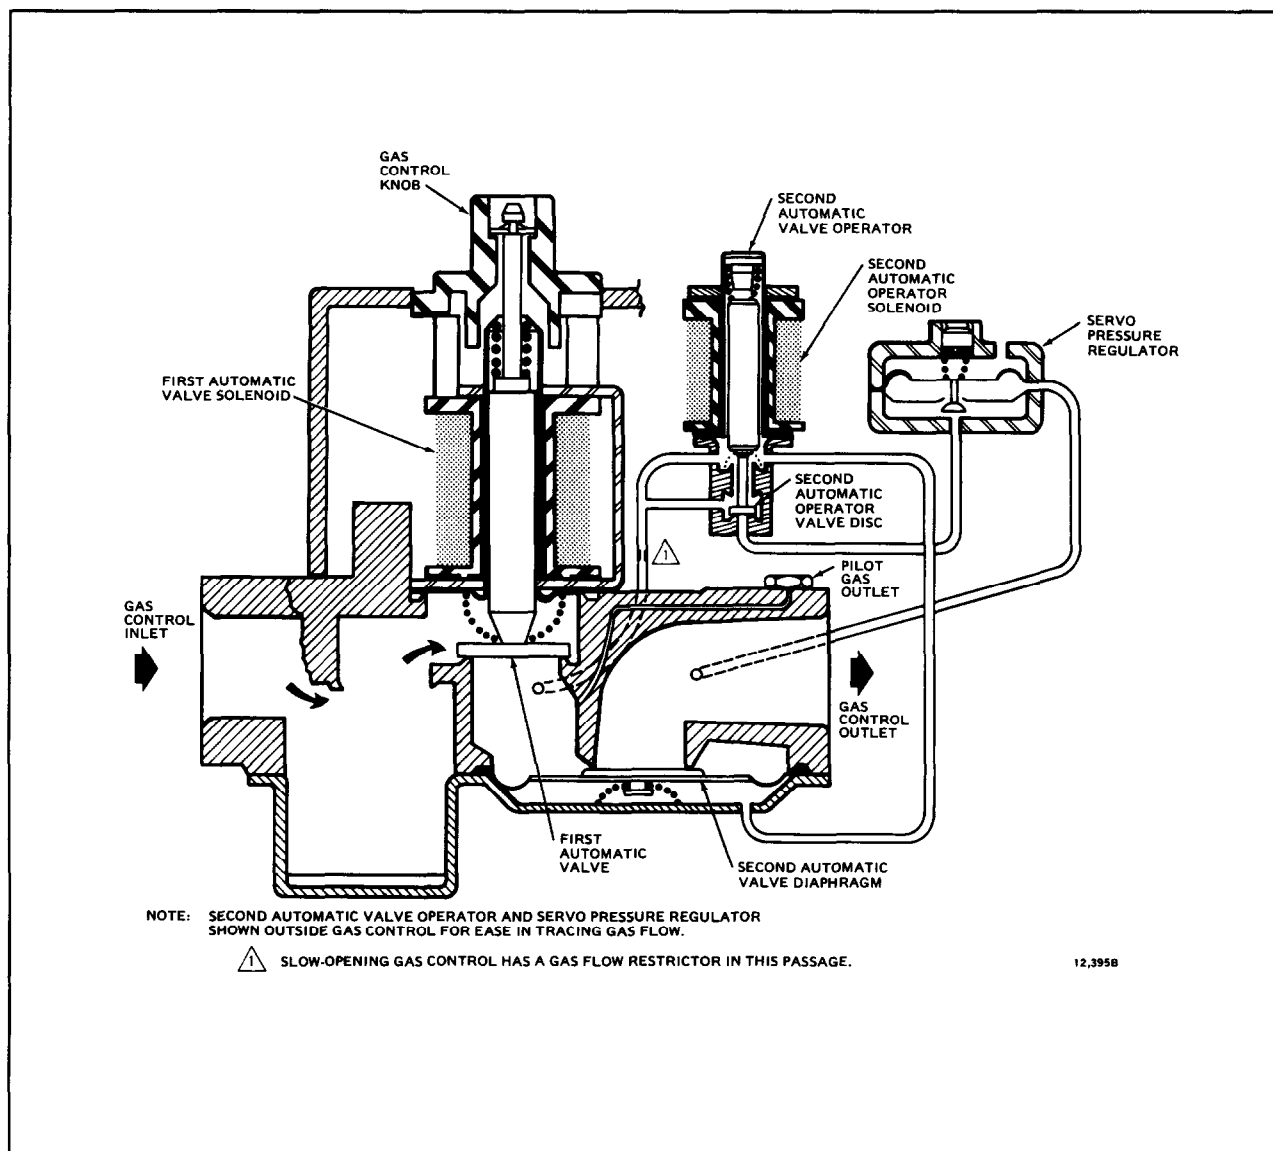 GAS
CONTROL
KNOB
SECOND
AUTOMATIC
VALVE OPERATOR
SECOND
AUTOMATIC
OPERATOR
SOLENOID
SERVO
PRESSURE
REGULATOR
FIRST AUTOMATIC
VALVE SOLENOID
SECOND
AUTOMATIC
OPERATOR
VALVE DISC
1
PILOT
GAS
OUTLET
GAS
CONTROL
INLET
GAS
CONTROL
OUTLET
FIRST
AUTOMATIC
VALVE
SECOND AUTOMATIC
VALVE DIAPHRAGM
NOTE: SECOND AUTOMATIC VALVE OPERATOR AND SERVO PRESSURE REGULATOR
SHOWN OUTSIDE GAS CONTROL FOR EASE IN TRACING GAS FLOW.
1 SLOW-OPENING GAS CONTROL HAS A GAS FLOW RESTRICTOR IN THIS PASSAGE.
12,395B